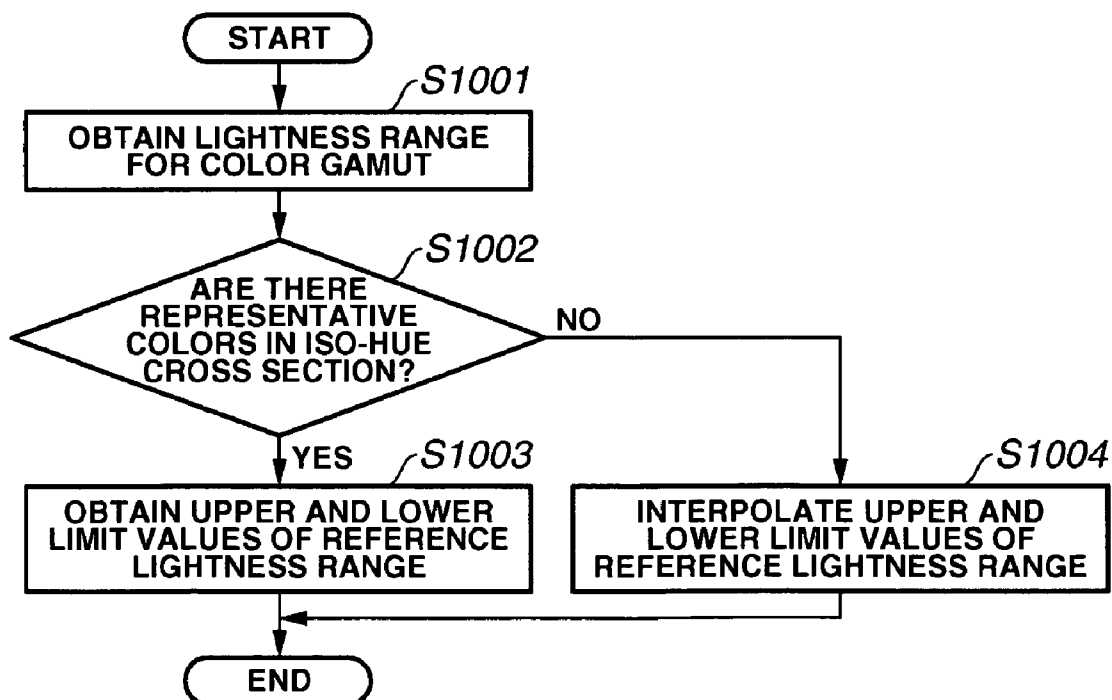 START
S1001
OBTAIN LIGHTNESS RANGE
FOR COLOR GAMUT
S1002
ARE THERE
REPRESENTATIVE
COLORS IN ISO-HUE
CROSS SECTION?
NO
YES
S1003
OBTAIN UPPER AND LOWER
LIMIT VALUES OF REFERENCE
LIGHTNESS RANGE
S1004
INTERPOLATE UPPER AND
LOWER LIMIT VALUES OF
REFERENCE LIGHTNESS RANGE
END